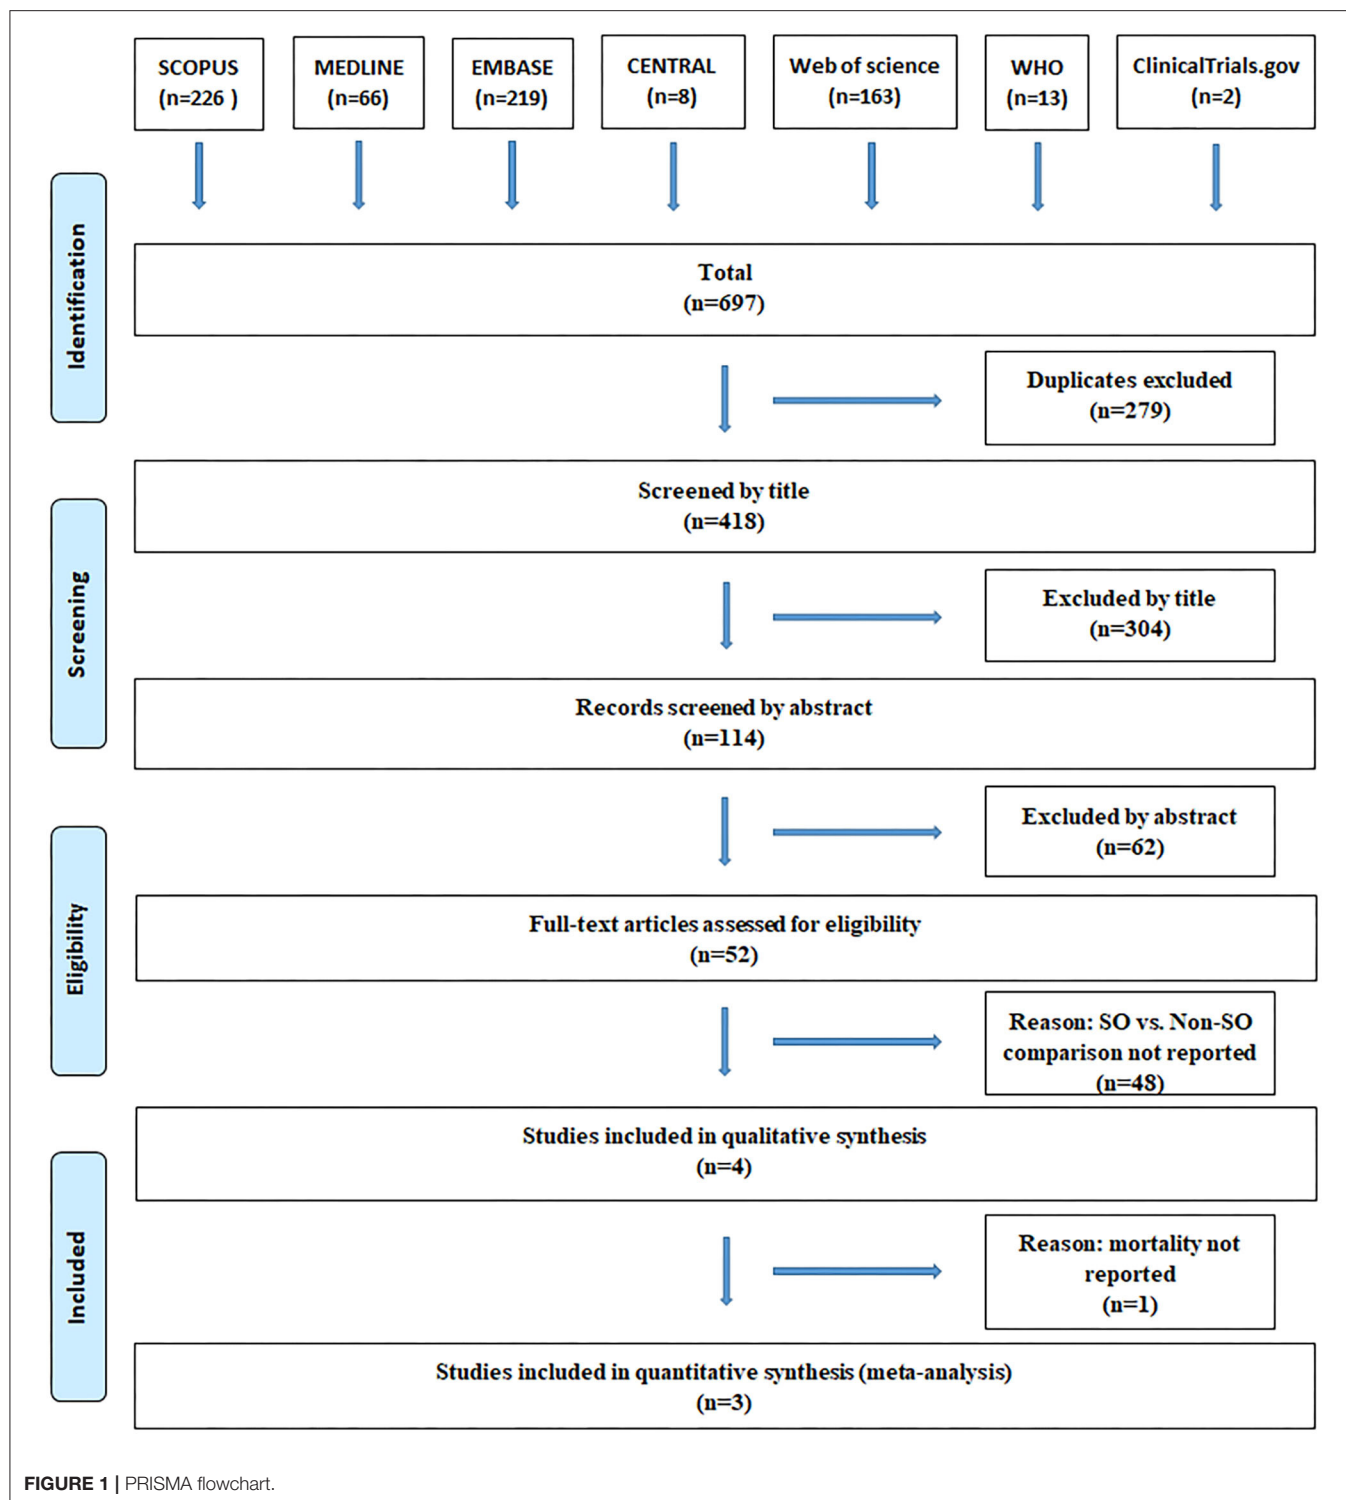 SCOPUS
(n=226 )
MEDLINE
(n=66)
EMBASE
(n=219)
CENTRAL
(n=8)
Web of science
(n=163)
WHO
(n=13)
ClinicalTrials.gov
(n=2)
Identification
Total
(n=697)
Duplicates excluded
(n=279)
Screening
Screened by title
(n=418)
Excluded by title
(n=304)
Records screened by abstract
(n=114)
Eligibility
Excluded by abstract
(n=62)
Full-text articles assessed for eligibility
(n=52)
Reason: SO vs. Non-SO
comparison not reported
(n=48)
Included
Studies included in qualitative synthesis
(n=4)
Reason: mortality not
reported
(n=1)
Studies included in quantitative synthesis (meta-analysis)
(n=3)
FIGURE 1 | PRISMA flowchart.